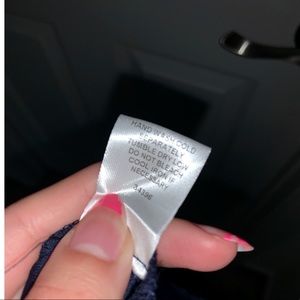 HAND WASH COLD
SEPARATELY
TUMBLE DRY LOW
DO NOT BLEACH
COOL IRON IF
NECESSARY